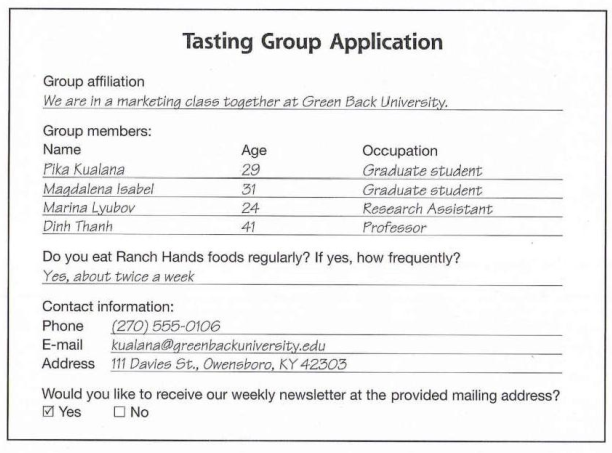 Tasting Group Application
Group affiliation
We are in a marketing class together at Green Back University.
Group members:
Name Age Occupation
Pika Kualana 29 Graduate student
Magdalena Isabel 31 Graduate student
Marina Lyubov 24 Research Assistant
Dinh Thanh 41 Professor
Do you eat Ranch Hands foods regularly? If yes, how frequently?
Yes, about twice a week
Contact information:
Phone (270) 555-0106
E-mail kualana@greenbackuniversity.edu
Address 111 Davies St., Owensboro, KY 42303
Would you like to receive our weekly newsletter at the provided mailing address?
☑ Yes ☐ No